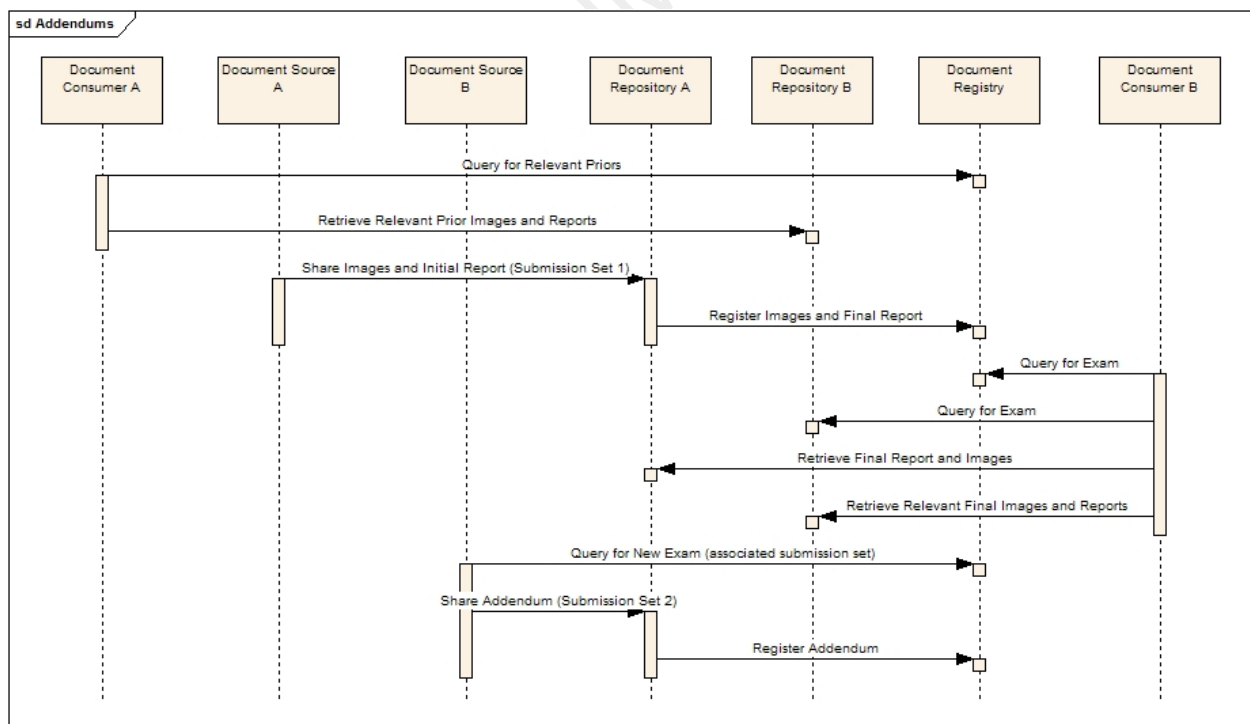 sd Addendums
Document
Consumer A
Document Source
A
Document Source
B
Document
Repository A
Document
Repository B
Document
Registry
Document
Consumer B
Query for Relevant Priors
Retrieve Relevant Prior Images and Reports
Share Images and Initial Report (Submission Set 1)
Register Images and Final Report
Query for Exam
Query for Exam
Retrieve Final Report and Images
Retrieve Relevant Final Images and Reports
Query for New Exam (associated submission set)
Share Addendum (Submission Set 2)
Register Addendum